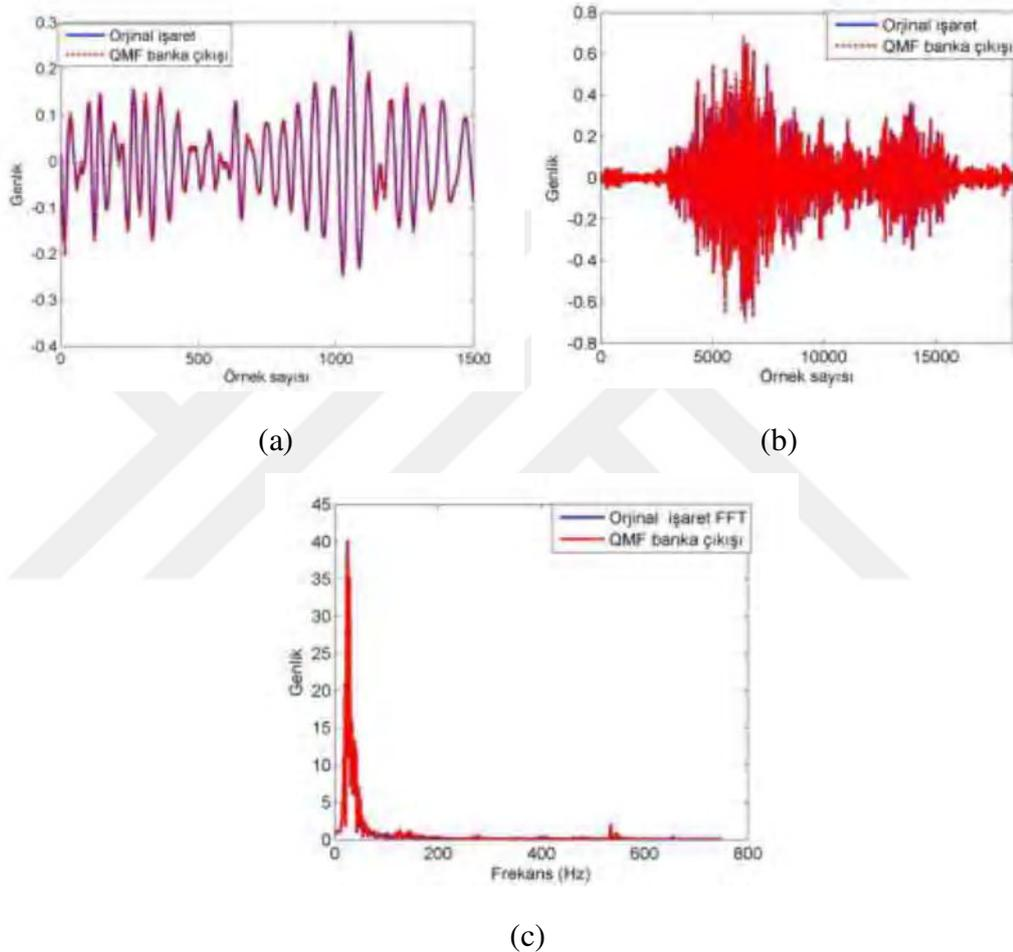 Orjinal işaret
QMF banka çıkışı
0.3
0.2
0.1
0
-0.1
-0.2
-0.3
-0.4
Genlik
0
500
1000
1500
Örnek sayısı
(a)
Orjinal işaret
QMF banka çıkışı
0.8
0.6
0.4
0.2
0
-0.2
-0.4
-0.6
-0.8
Genlik
0
5000
10000
15000
Örnek sayısı
(b)
Orjinal işaret FFT
QMF banka çıkışı
45
40
35
30
25
20
15
10
5
0
Genlik
0
200
400
600
800
Frekans (Hz)
(c)